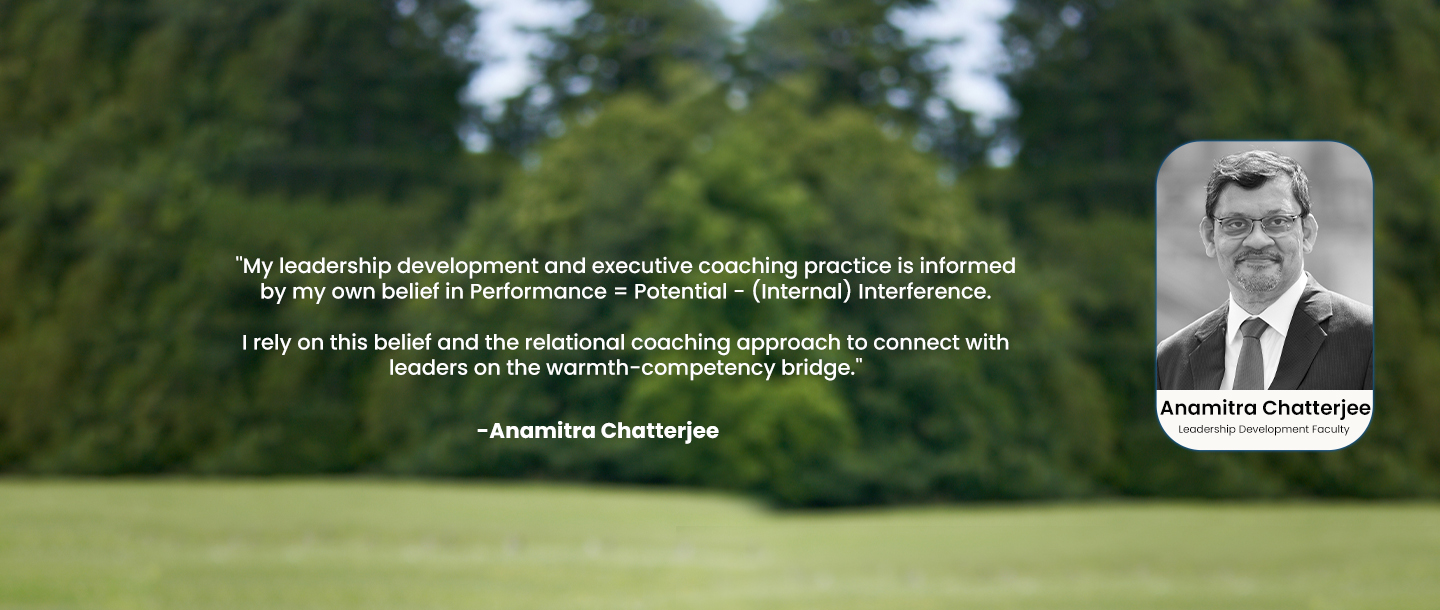 "My leadership development and executive coaching practice is informed
by my own belief in Performance = Potential - (Internal) Interference.
I rely on this belief and the relational coaching approach to connect with
leaders on the warmth-competency bridge."
-Anamitra Chatterjee
Anamitra Chatterjee
Leadership Development Faculty